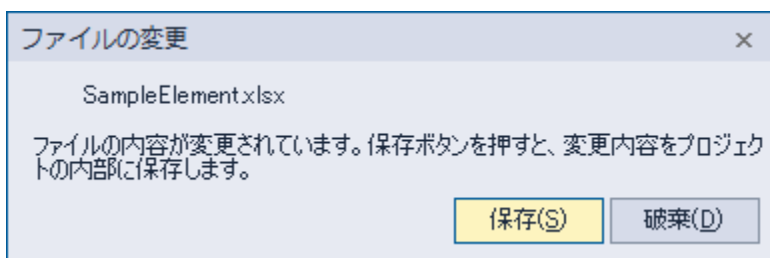 ファイルの変更
SampleElement.xlsx
ファイルの内容が変更されています。保存ボタンを押すと、変更内容をプロジェク
トの内部に保存します。
保存(S) 破棄(D)